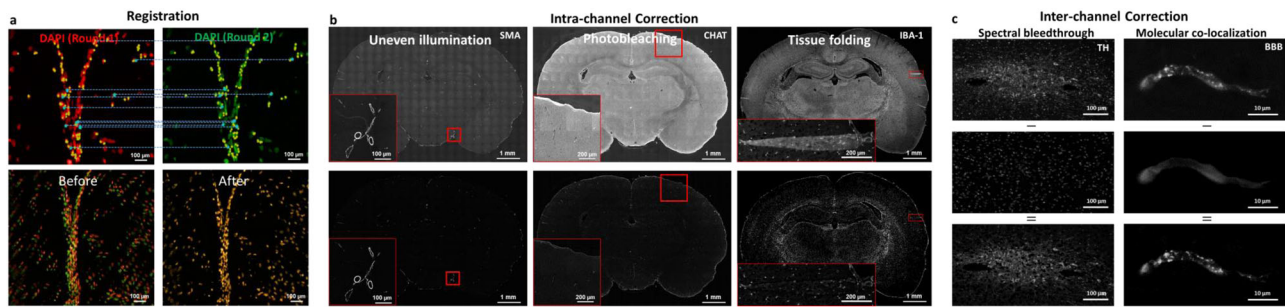 a
Registration
DAPI (Round 1)
DAPI (Round 2)
100 µm
100 µm
Before
After
100 µm
100 µm
b
Intra-channel Correction
Uneven illumination
SMA
Photobleaching
CHAT
Tissue folding
IBA-1
100 µm
1 mm
200 µm
1 mm
200 µm
1 mm
100 µm
1 mm
200 µm
1 mm
200 µm
1 mm
c
Inter-channel Correction
Spectral bleedthrough
Molecular co-localization
TH
BBB
100 µm
10 µm
–
–
100 µm
10 µm
=
=
100 µm
10 µm